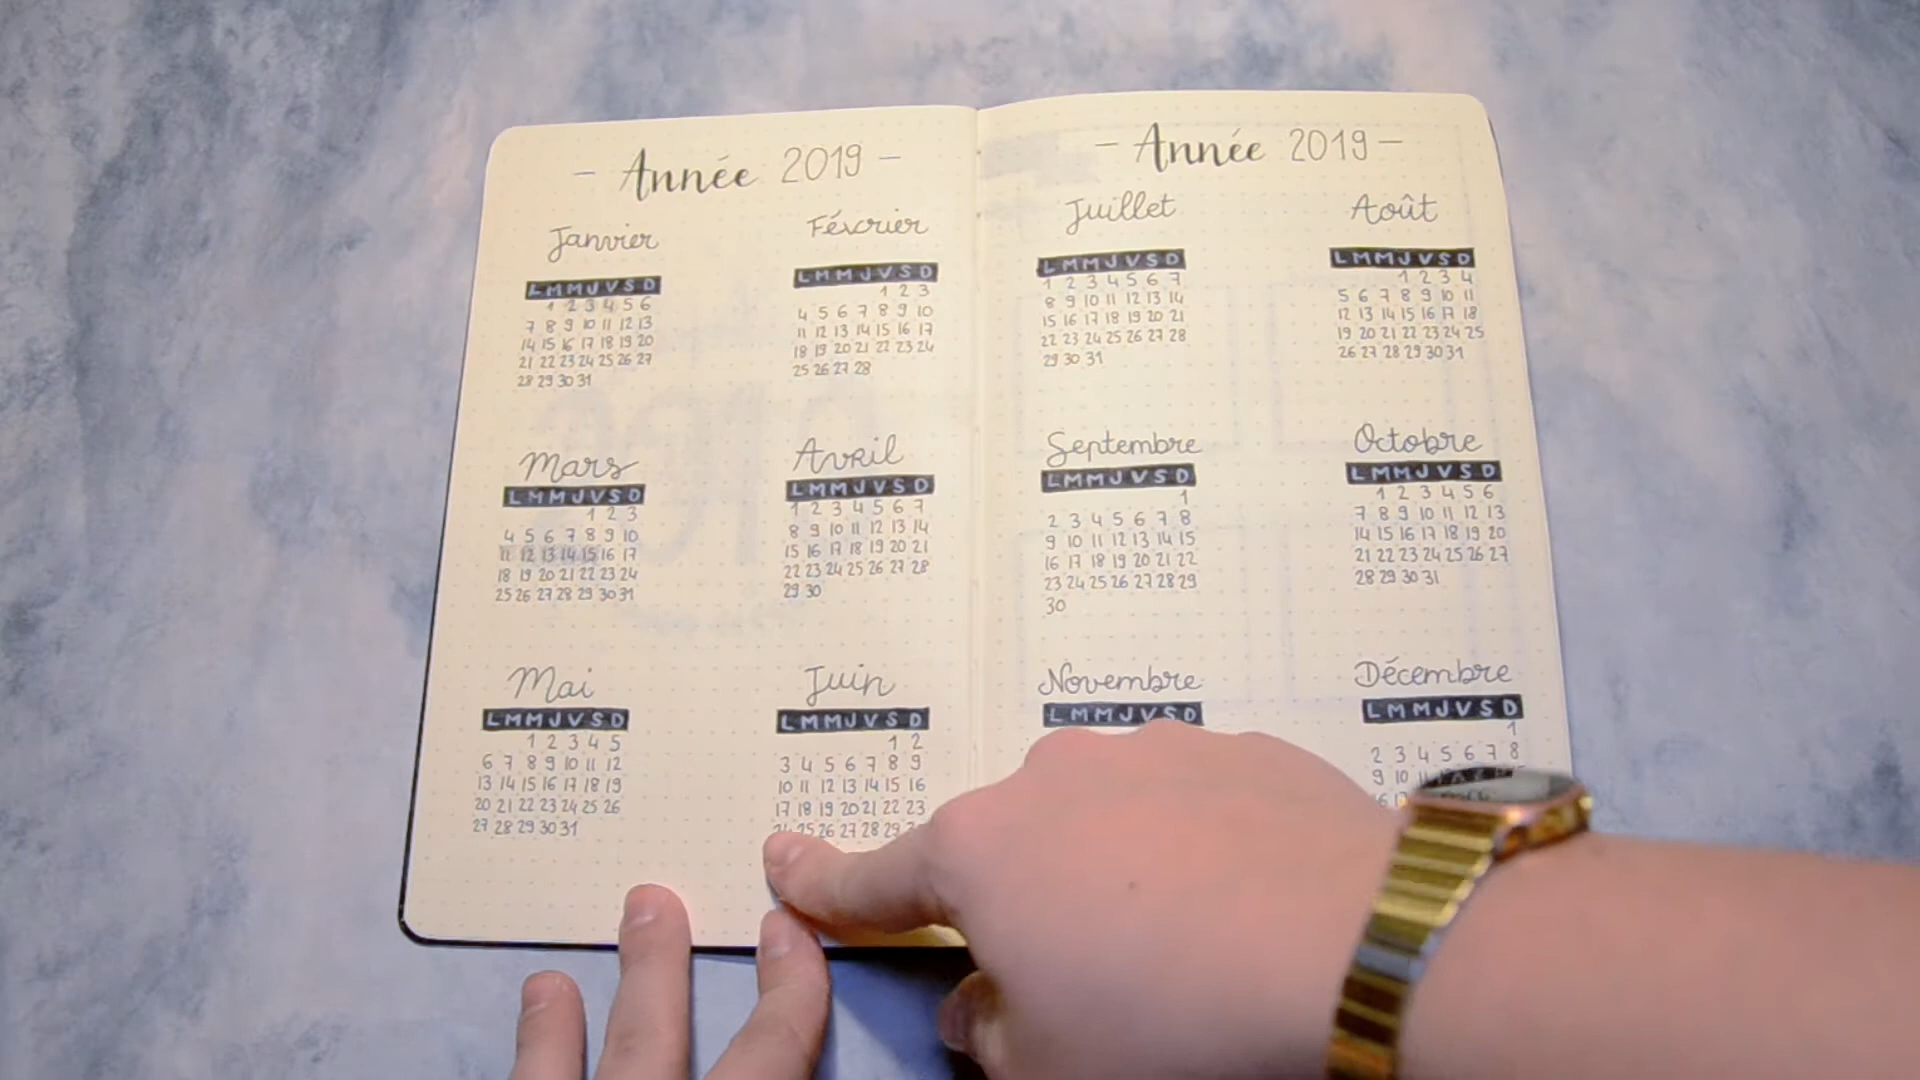 - Année 2019 -
Janvier
L M M J V S D
1 2 3 4 5 6
7 8 9 10 11 12 13
14 15 16 17 18 19 20
21 22 23 24 25 26 27
28 29 30 31
Février
L M M J V S D
1 2 3
4 5 6 7 8 9 10
11 12 13 14 15 16 17
18 19 20 21 22 23 24
25 26 27 28
Mars
L M M J V S D
1 2 3
4 5 6 7 8 9 10
11 12 13 14 15 16 17
18 19 20 21 22 23 24
25 26 27 28 29 30 31
Avril
L M M J V S D
1 2 3 4 5 6 7
8 9 10 11 12 13 14
15 16 17 18 19 20 21
22 23 24 25 26 27 28
29 30
Mai
L M M J V S D
1 2 3 4 5
6 7 8 9 10 11 12
13 14 15 16 17 18 19
20 21 22 23 24 25 26
27 28 29 30 31
Juin
L M M J V S D
1 2
3 4 5 6 7 8 9
10 11 12 13 14 15 16
17 18 19 20 21 22 23
25 26 27 28 29
- Année 2019 -
Juillet
L M M J V S D
1 2 3 4 5 6 7
8 9 10 11 12 13 14
15 16 17 18 19 20 21
22 23 24 25 26 27 28
29 30 31
Août
L M M J V S D
1 2 3 4
5 6 7 8 9 10 11
12 13 14 15 16 17 18
19 20 21 22 23 24 25
26 27 28 29 30 31
Septembre
L M M J V S D
1
2 3 4 5 6 7 8
9 10 11 12 13 14 15
16 17 18 19 20 21 22
23 24 25 26 27 28 29
30
Octobre
L M M J V S D
1 2 3 4 5 6
7 8 9 10 11 12 13
14 15 16 17 18 19 20
21 22 23 24 25 26 27
28 29 30 31
Novembre
L M M J V S D
Décembre
L M M J V S D
1
2 3 4 5 6 7 8
9 10